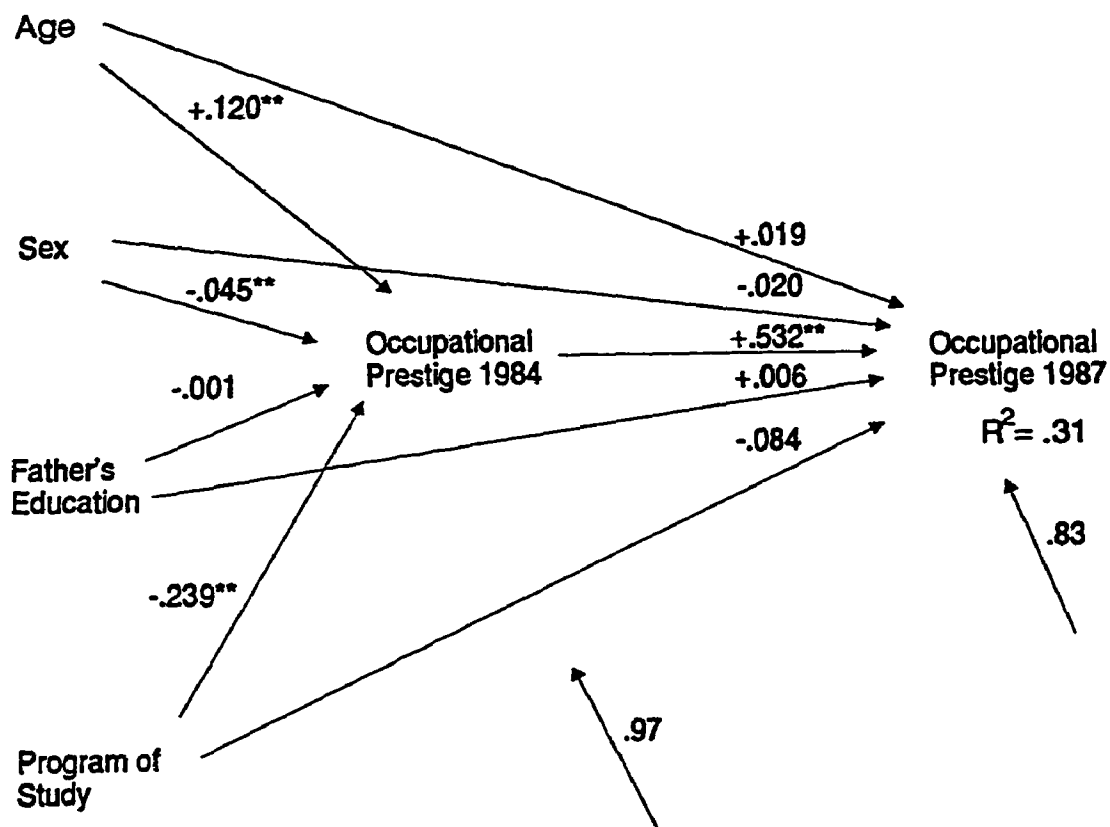 Age
+.120**
Sex
+.019
-.020
-.045**
+.532**
Occupational
Prestige 1984
Occupational
Prestige 1987
-.001
+.006
R²= .31
-.084
Father's
Education
.83
-.239**
.97
Program of
Study